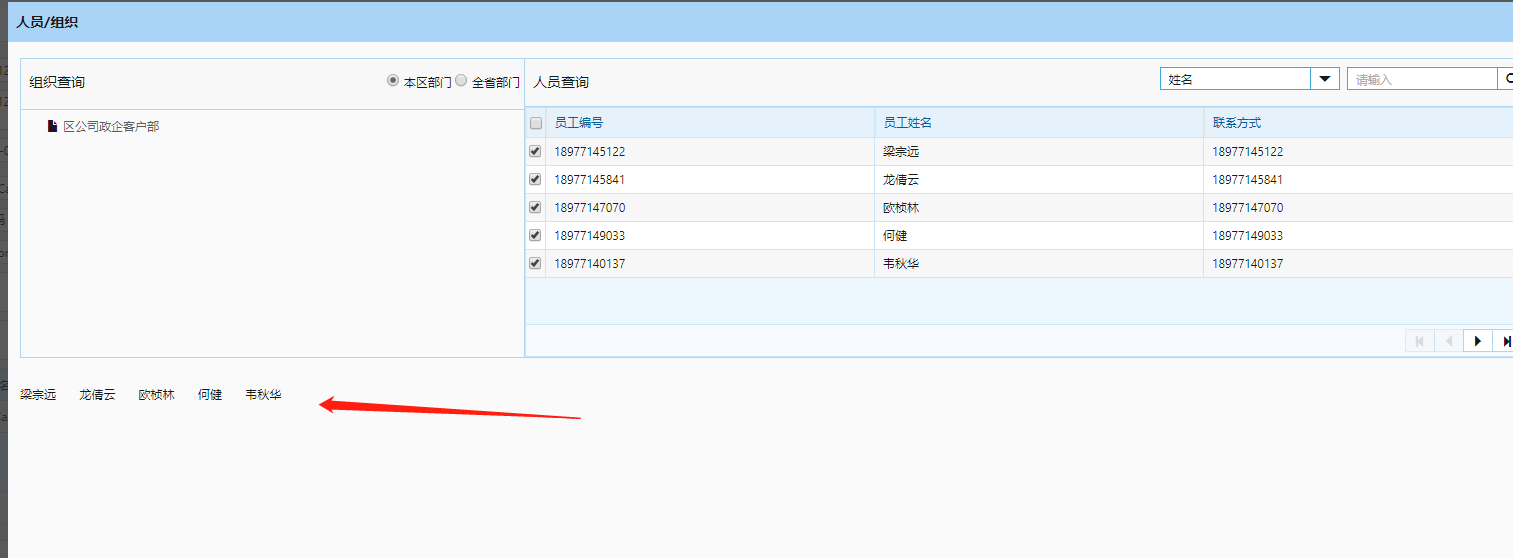 人员/组织
组织查询 本区部门 全省部门 人员查询 姓名 请输入
区公司政企客户部
员工编号 员工姓名 联系方式
18977145122 梁宗远 18977145122
18977145841 龙倩云 18977145841
18977147070 欧桢林 18977147070
18977149033 何健 18977149033
18977140137 韦秋华 18977140137
梁宗远 龙倩云 欧桢林 何健 韦秋华